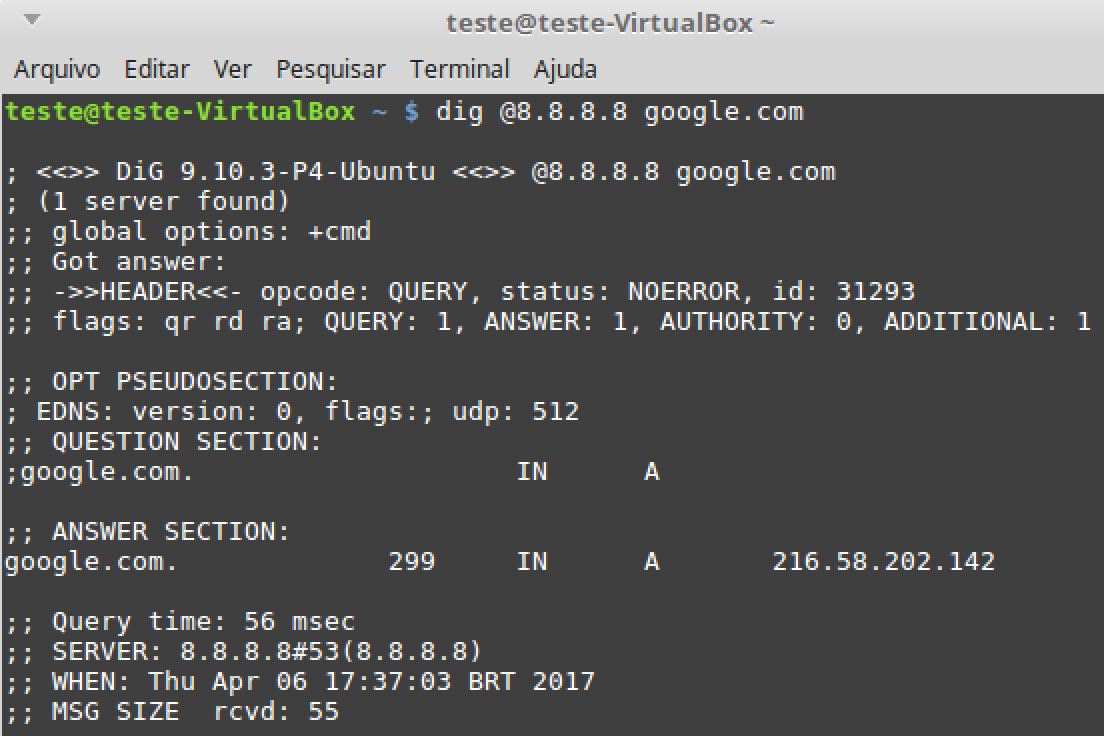 teste@teste-VirtualBox ~
Arquivo Editar Ver Pesquisar Terminal Ajuda
teste@teste-VirtualBox ~ $ dig @8.8.8.8 google.com
; <<>> DiG 9.10.3-P4-Ubuntu <<>> @8.8.8.8 google.com
; (1 server found)
;; global options: +cmd
;; Got answer:
;; ->>HEADER<<- opcode: QUERY, status: NOERROR, id: 31293
;; flags: qr rd ra; QUERY: 1, ANSWER: 1, AUTHORITY: 0, ADDITIONAL: 1
;; OPT PSEUDOSECTION:
; EDNS: version: 0, flags:; udp: 512
;; QUESTION SECTION:
;google.com. IN A
;; ANSWER SECTION:
google.com. 299 IN A 216.58.202.142
;; Query time: 56 msec
;; SERVER: 8.8.8.8#53(8.8.8.8)
;; WHEN: Thu Apr 06 17:37:03 BRT 2017
;; MSG SIZE  rcvd: 55